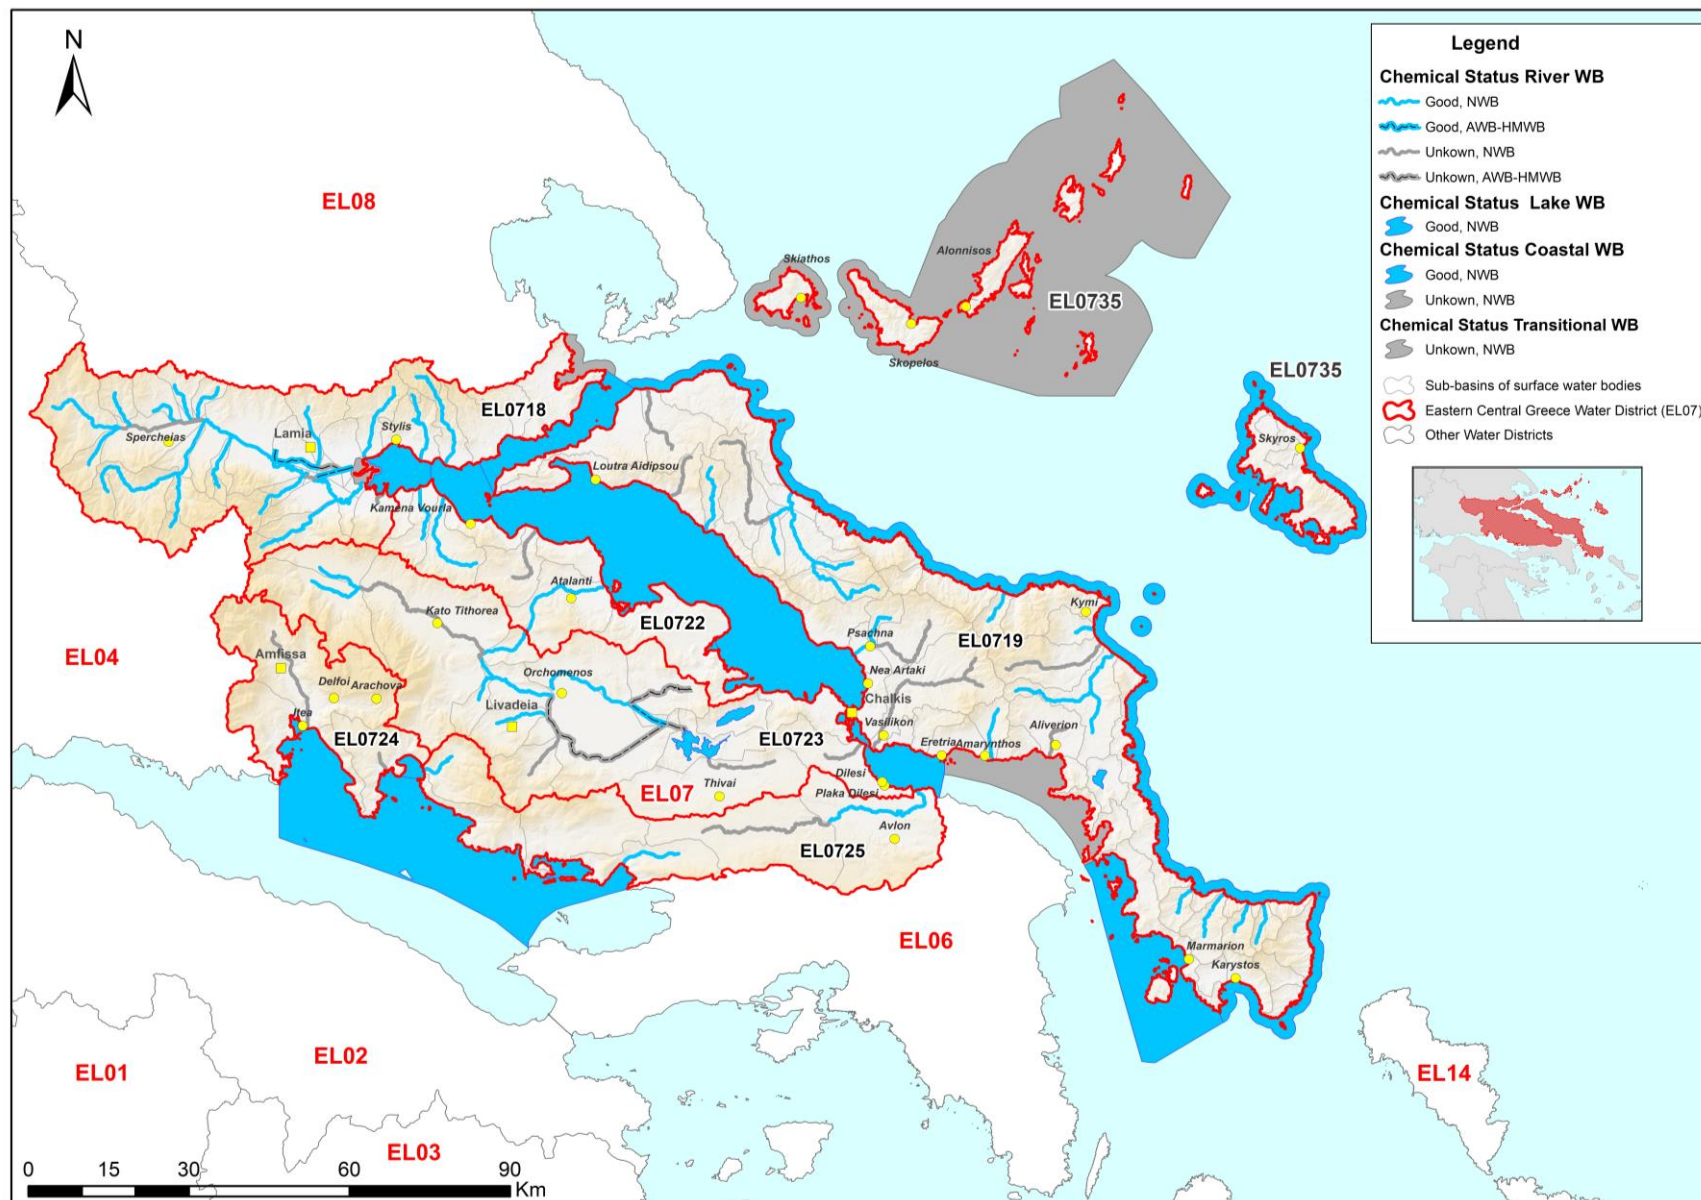 N
EL08
Skiathos
Alonnisos
EL0735
Skopelos
EL0735
Skyros
EL0718
Stylis
Lamia
Spercheias
Loutra Aidipsou
Kamena Vourla
Atalanti
Kato Tithorea
EL0722
Psachna
EL0719
Kymi
EL04
Amfissa
Delfoi
Arachova
Orchomenos
Nea Artaki
Chalkis
Livadeia
Itea
EL0724
Vasilikon
EL0723
Eretria
Amarynthos
Aliverion
Dilesi
Plaka Dilesi
Thivai
EL07
Avlon
EL0725
EL06
Marmarion
Karystos
EL01
EL02
EL03
EL14
0 15 30 60 90
Km
Legend
Chemical Status River WB
Good, NWB
Good, AWB-HMWB
Unkown, NWB
Unkown, AWB-HMWB
Chemical Status Lake WB
Good, NWB
Chemical Status Coastal WB
Good, NWB
Unknown, NWB
Chemical Status Transitional WB
Unknown, NWB
Sub-basins of surface water bodies
Eastern Central Greece Water District (EL07)
Other Water Districts